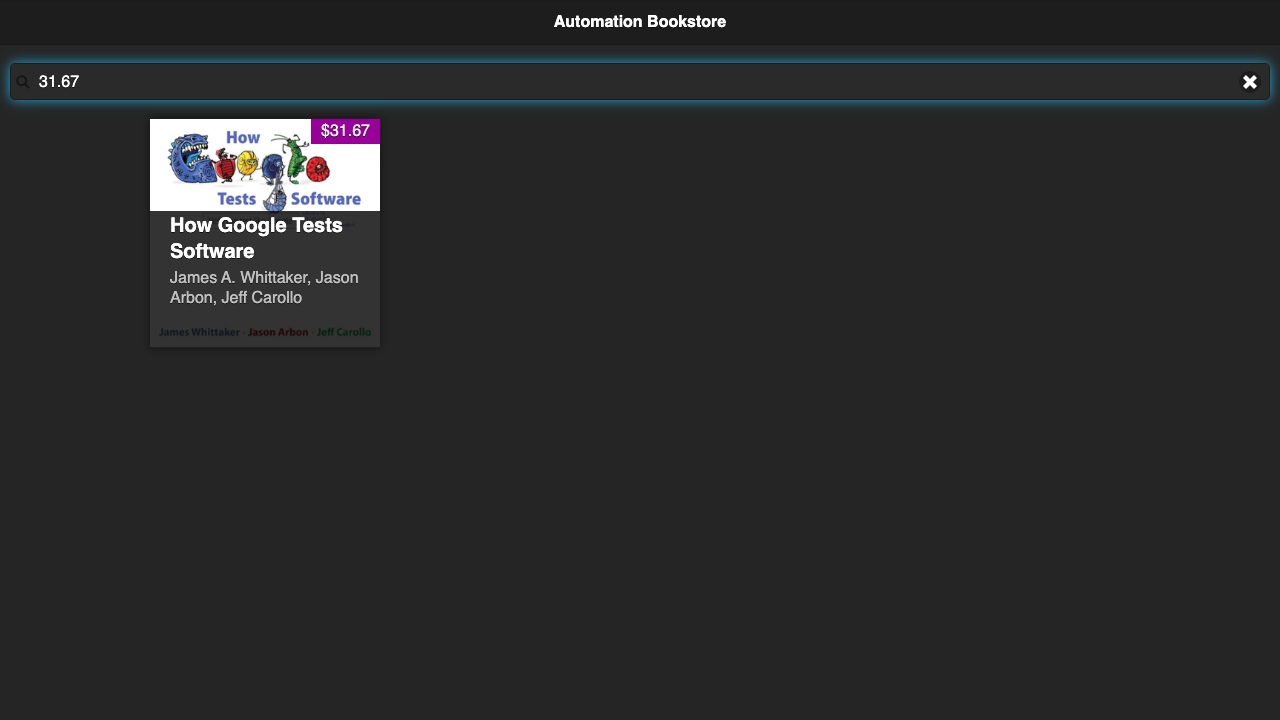 Automation Bookstore
31.67
$31.67
How
Google
Tests Software
How Google Tests
Software
James A. Whittaker, Jason
Arbon, Jeff Carollo
James Whittaker · Jason Arbon · Jeff Carollo